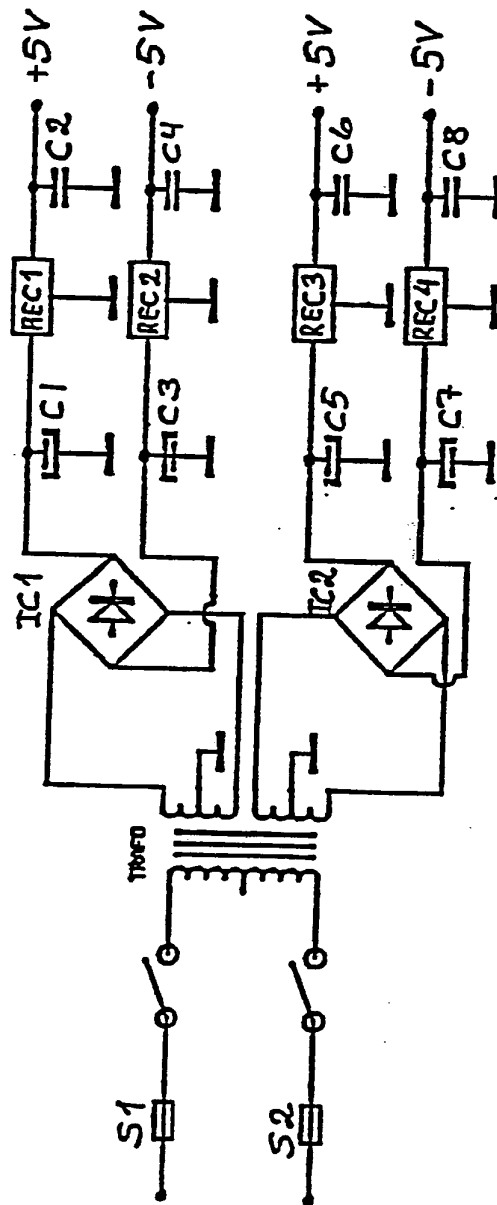 +5V
C2
REC1
C1
IC1
-5V
C4
REC2
C3
+5V
C6
REC3
C5
IC2
-5V
C8
REC4
C7
TRAFO
S1
S2